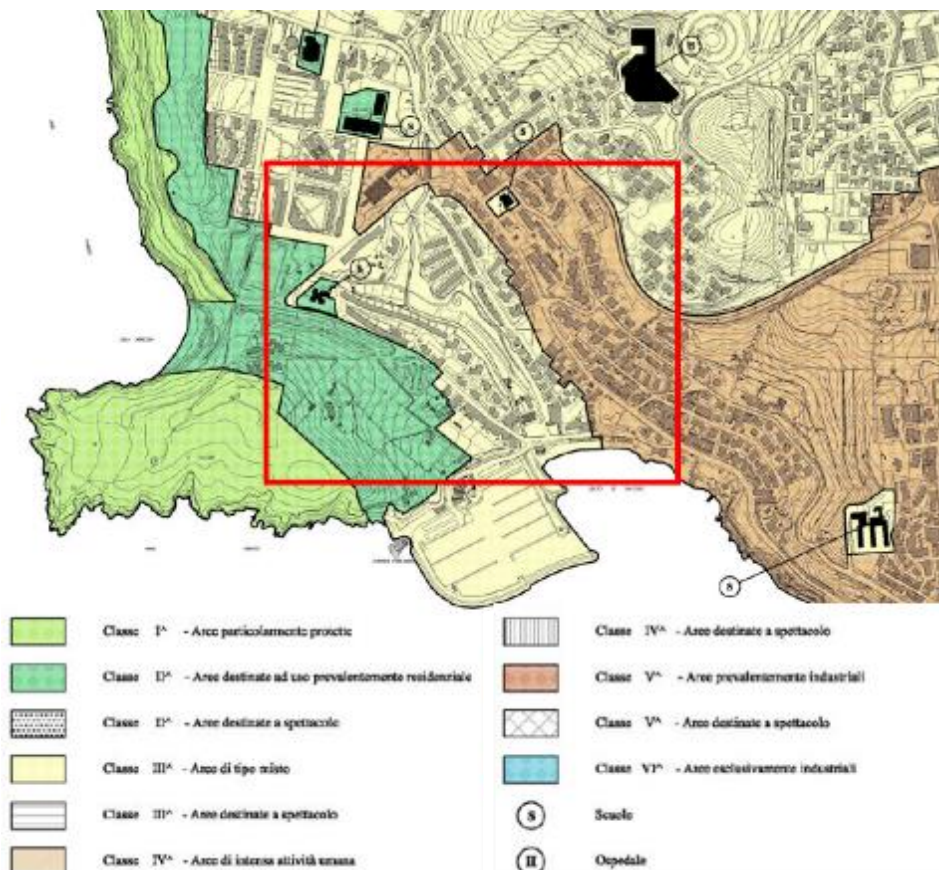 H
S
S
S
S
Classe I^ - Aree particolarmente protette
Classe II^ - Aree destinate ad uso prevalentemente residenziale
Classe II^ - Aree destinate a spettacolo
Classe III^ - Aree di tipo misto
Classe III^ - Aree destinate a spettacolo
Classe IV^ - Aree di intensa attività umana
Classe IV^ - Aree destinate a spettacolo
Classe V^ - Aree prevalentemente industriali
Classe V^ - Aree destinate a spettacolo
Classe VI^ - Aree esclusivamente industriali
S Scuole
H Ospedale